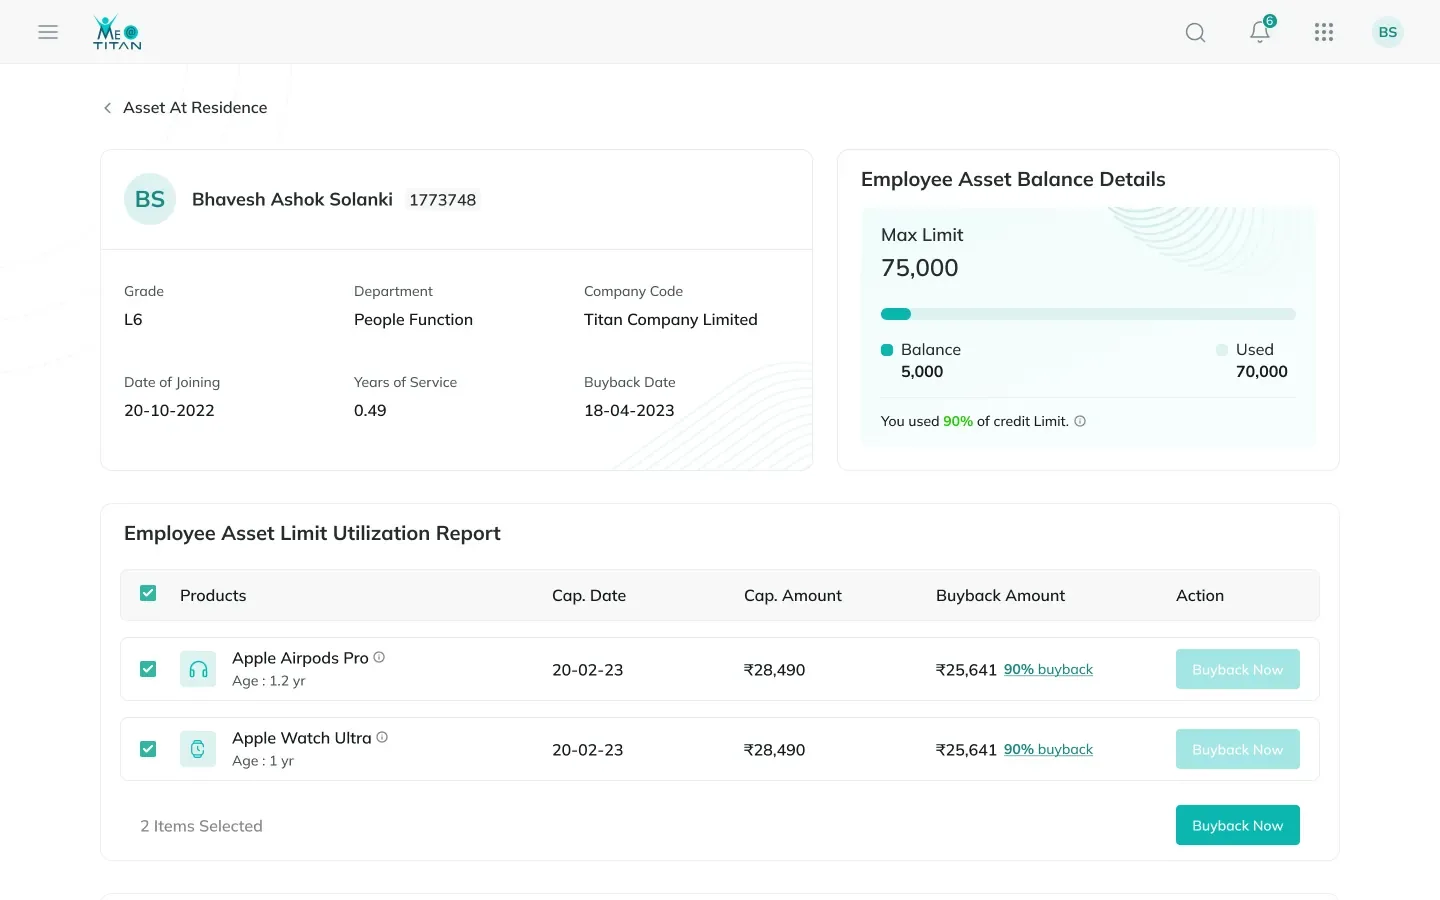 ME @
TITAN
6
BS
Asset At Residence
BS Bhavesh Ashok Solanki 1773748
Grade
L6
Department
People Function
Company Code
Titan Company Limited
Date of Joining
20-10-2022
Years of Service
0.49
Buyback Date
18-04-2023
Employee Asset Balance Details
Max Limit
75,000
Balance
5,000
Used
70,000
You used 90% of credit Limit.
Employee Asset Limit Utilization Report
Products Cap. Date Cap. Amount Buyback Amount Action
Apple Airpods Pro
Age : 1.2 yr
20-02-23 ₹28,490 ₹25,641 90% buyback Buyback Now
Apple Watch Ultra
Age : 1 yr
20-02-23 ₹28,490 ₹25,641 90% buyback Buyback Now
2 Items Selected Buyback Now